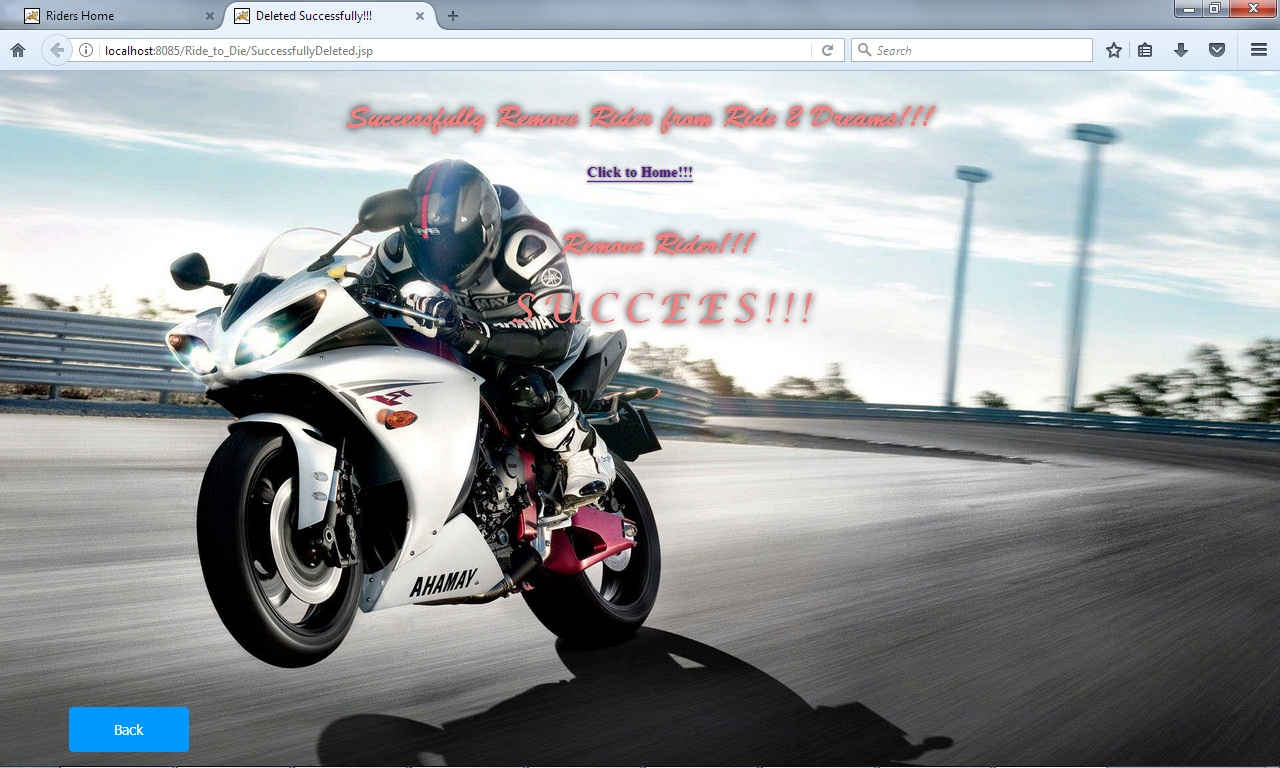 Riders Home
Deleted Successfully!!!
localhost:8085/Ride_to_Die/SuccessfullyDeleted.jsp
Search
Successfully Remove Rider from Ride 2 Dreams!!!
Click to Home!!!
Remove Rider!!!
SUCCEES!!!
AHAMAY
Back